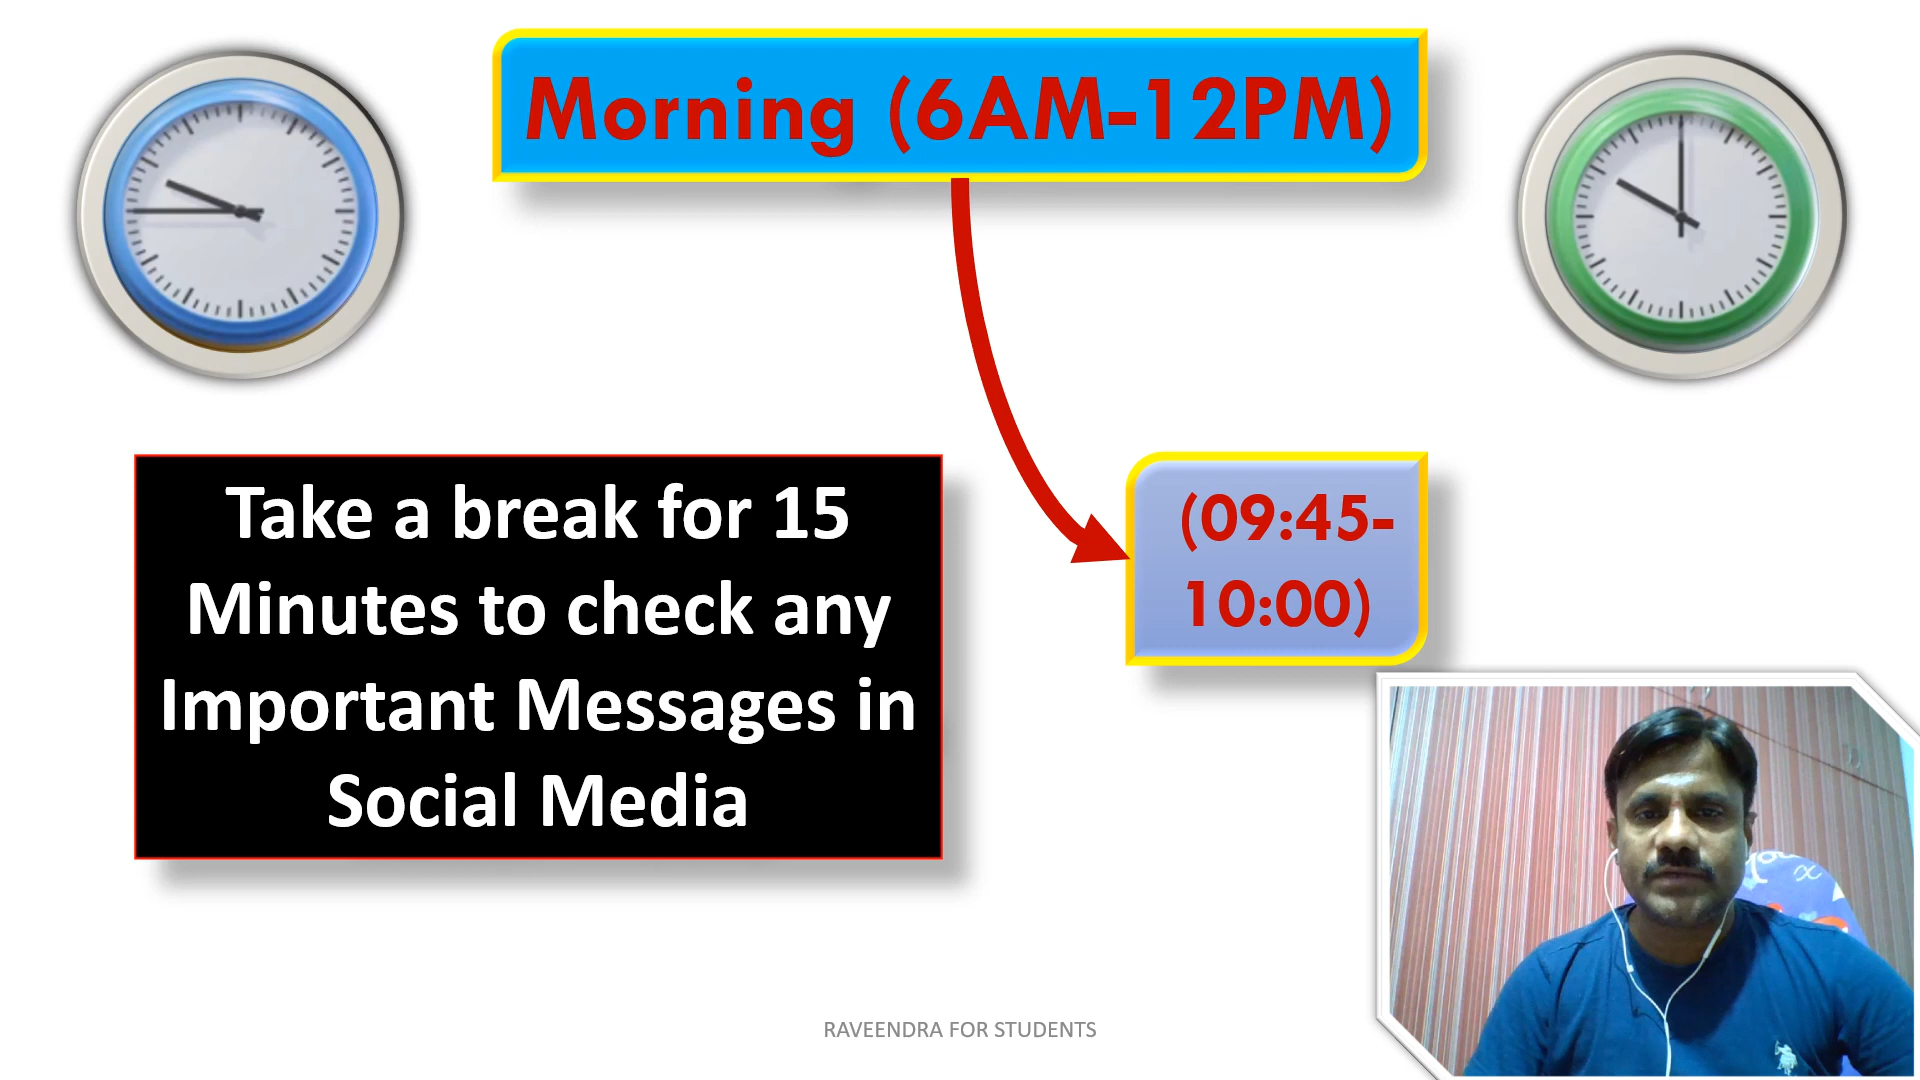 Morning (6AM-12PM)
Take a break for 15
Minutes to check any
Important Messages in
Social Media
(09:45-
10:00)
You
x
RAVEENDRA FOR STUDENTS